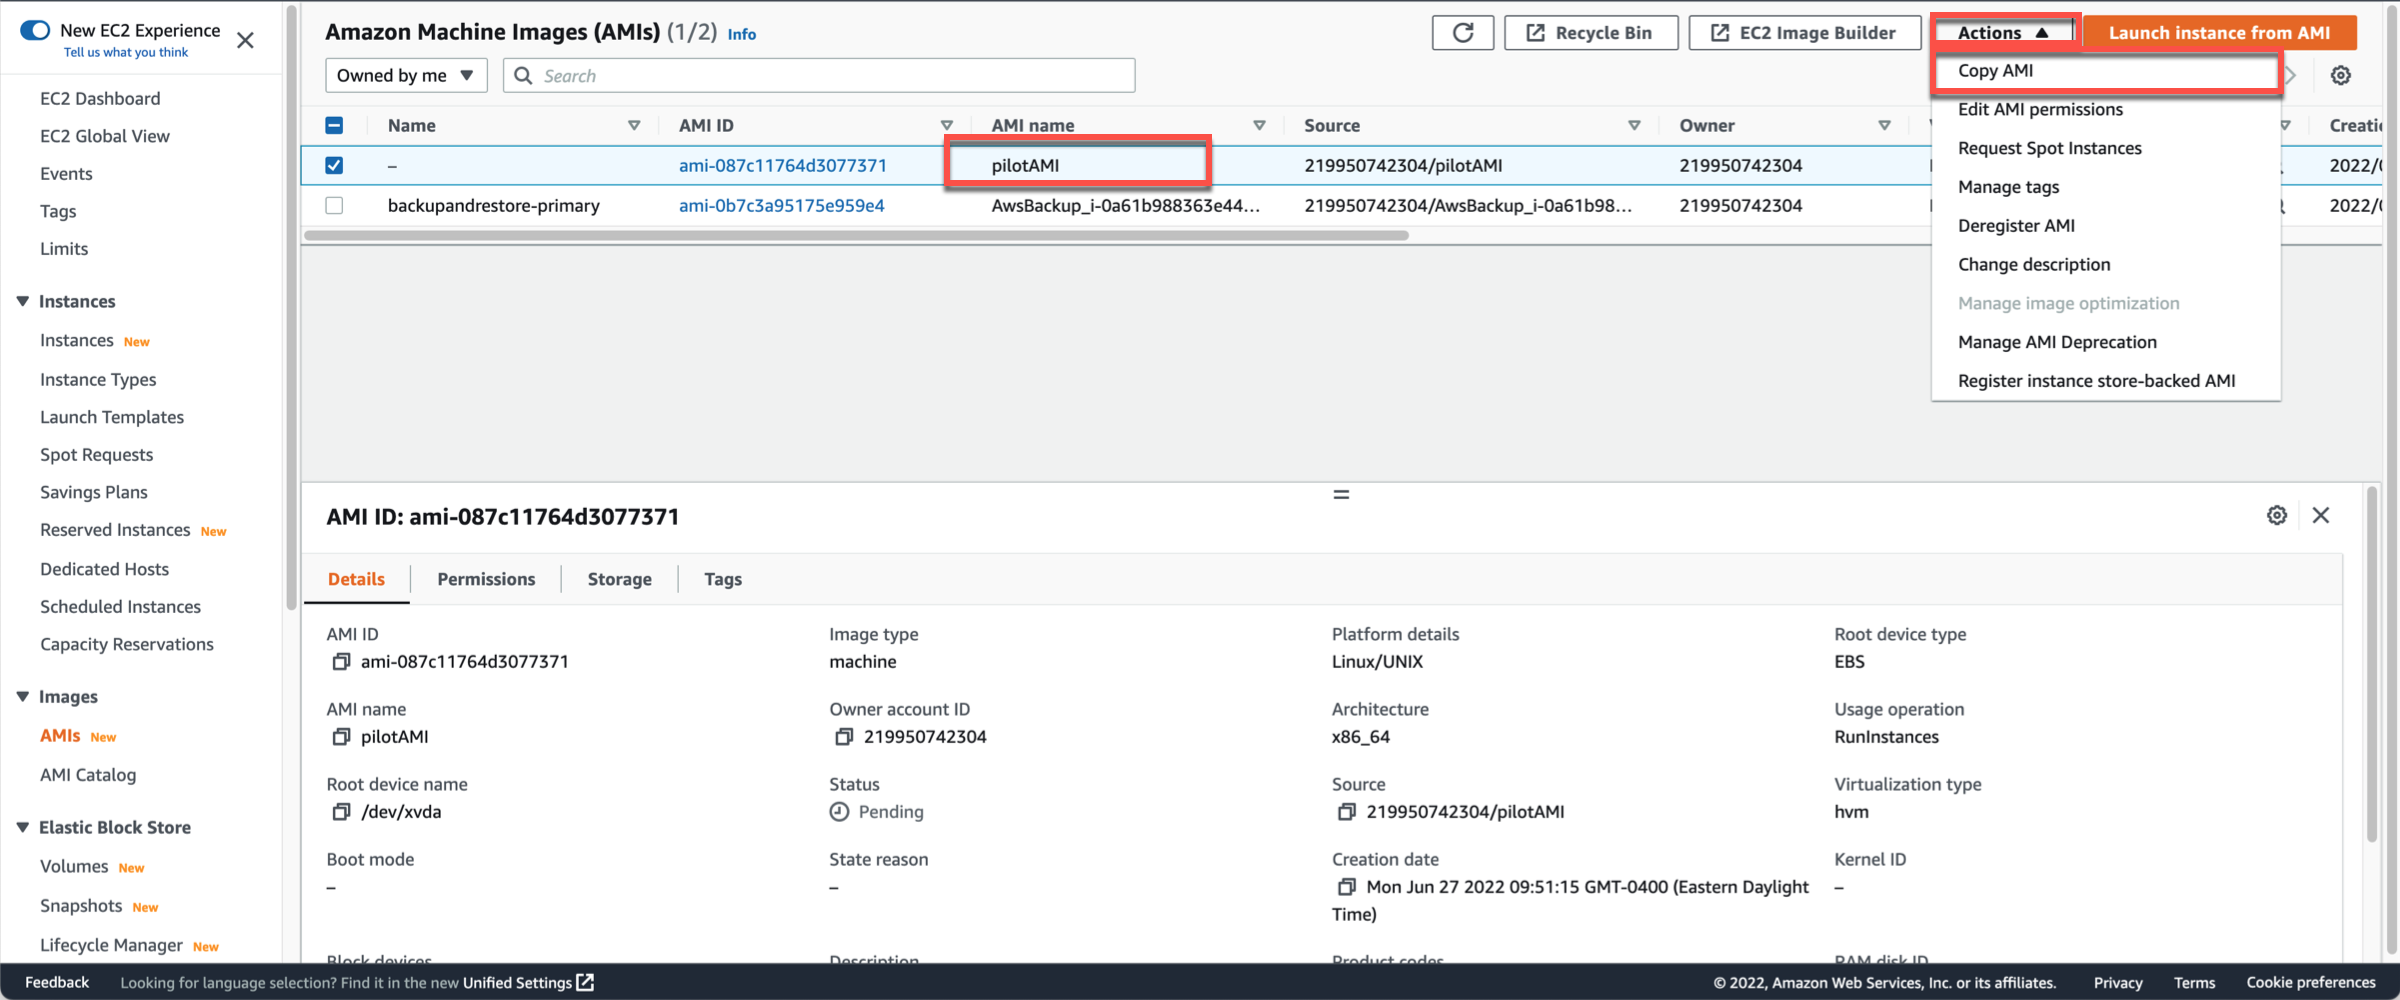 New EC2 Experience
Tell us what you think
EC2 Dashboard
EC2 Global View
Events
Tags
Limits
Instances
Instances New
Instance Types
Launch Templates
Spot Requests
Savings Plans
Reserved Instances New
Dedicated Hosts
Scheduled Instances
Capacity Reservations
Images
AMIs New
AMI Catalog
Elastic Block Store
Volumes New
Snapshots New
Lifecycle Manager New
Amazon Machine Images (AMIs) (1/2) Info
Recycle Bin
EC2 Image Builder
Actions
Launch instance from AMI
Owned by me
Search
Copy AMI
Edit AMI permissions
Request Spot Instances
Manage tags
Deregister AMI
Change description
Manage image optimization
Manage AMI Deprecation
Register instance store-backed AMI
Name AMI ID AMI name Source Owner Creati
– ami-087c11764d3077371 pilotAMI 219950742304/pilotAMI 219950742304 2022/
backupandrestore-primary ami-0b7c3a95175e959e4 AwsBackup_i-0a61b988363e44... 219950742304/AwsBackup_i-0a61b98... 219950742304 2022/
AMI ID: ami-087c11764d3077371
Details Permissions Storage Tags
AMI ID
ami-087c11764d3077371
Image type
machine
Platform details
Linux/UNIX
Root device type
EBS
AMI name
pilotAMI
Owner account ID
219950742304
Architecture
x86_64
Usage operation
RunInstances
Root device name
/dev/xvda
Status
Pending
Source
219950742304/pilotAMI
Virtualization type
hvm
Boot mode
–
State reason
–
Creation date
Mon Jun 27 2022 09:51:15 GMT-0400 (Eastern Daylight
Time)
Kernel ID
–
Block devices
Description
Product codes
RAM disk ID
Feedback
Looking for language selection? Find it in the new Unified Settings
© 2022, Amazon Web Services, Inc. or its affiliates.
Privacy
Terms
Cookie preferences